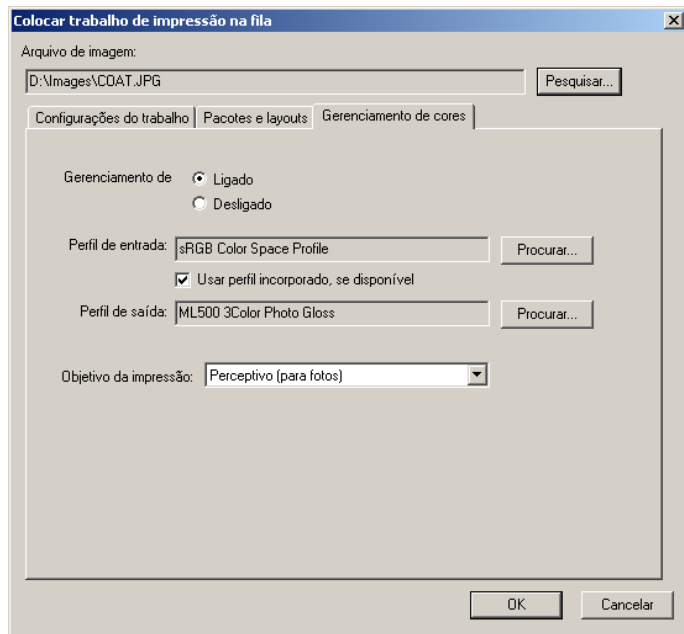 Colocar trabalho de impressão na fila
Arquivo de imagem:
D:\Images\COAT.JPG
Pesquisar...
Configurações do trabalho
Pacotes e layouts
Gerenciamento de cores
Gerenciamento de
Ligado
Desligado
Perfil de entrada:
sRGB Color Space Profile
Procurar...
Usar perfil incorporado, se disponível
Perfil de saída:
ML500 3Color Photo Gloss
Procurar...
Objetivo da impressão:
Perceptivo (para fotos)
OK
Cancelar